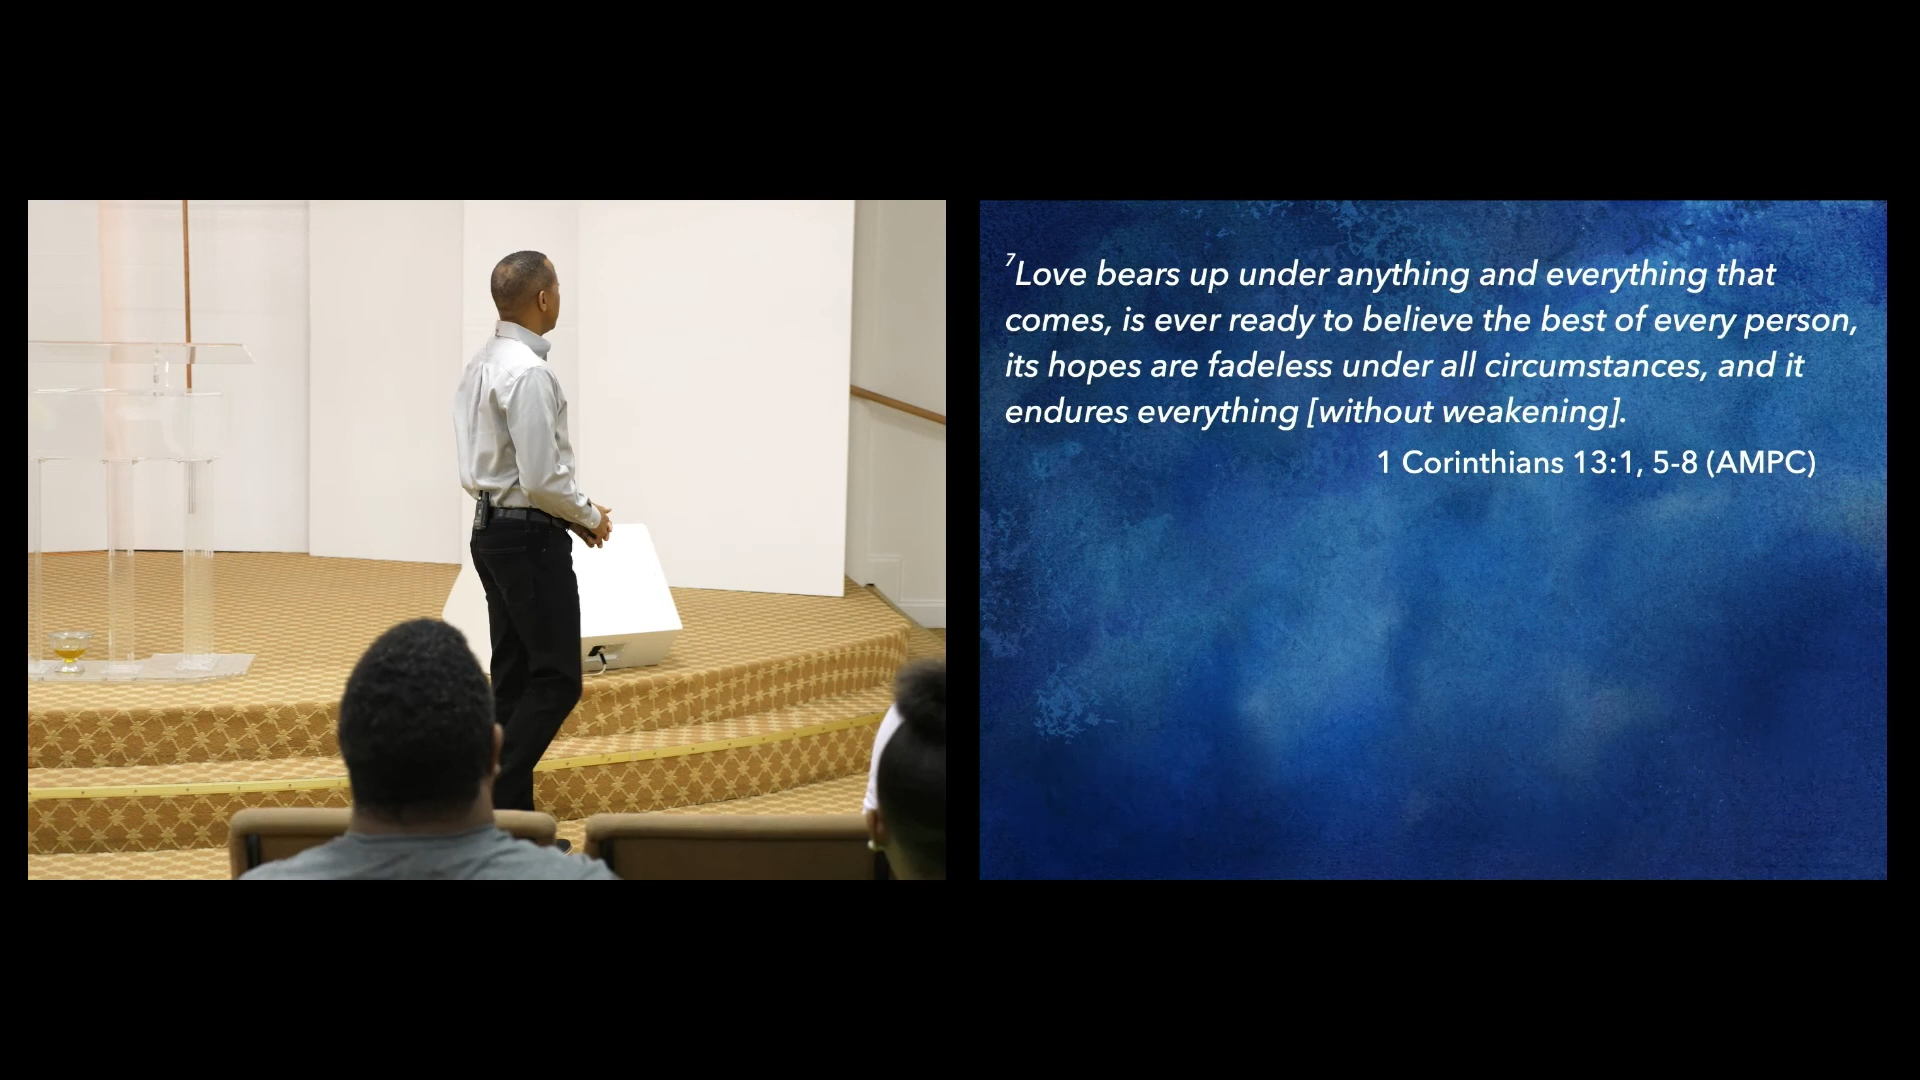 ⁷Love bears up under anything and everything that
comes, is ever ready to believe the best of every person,
its hopes are fadeless under all circumstances, and it
endures everything [without weakening].
1 Corinthians 13:1, 5-8 (AMPC)